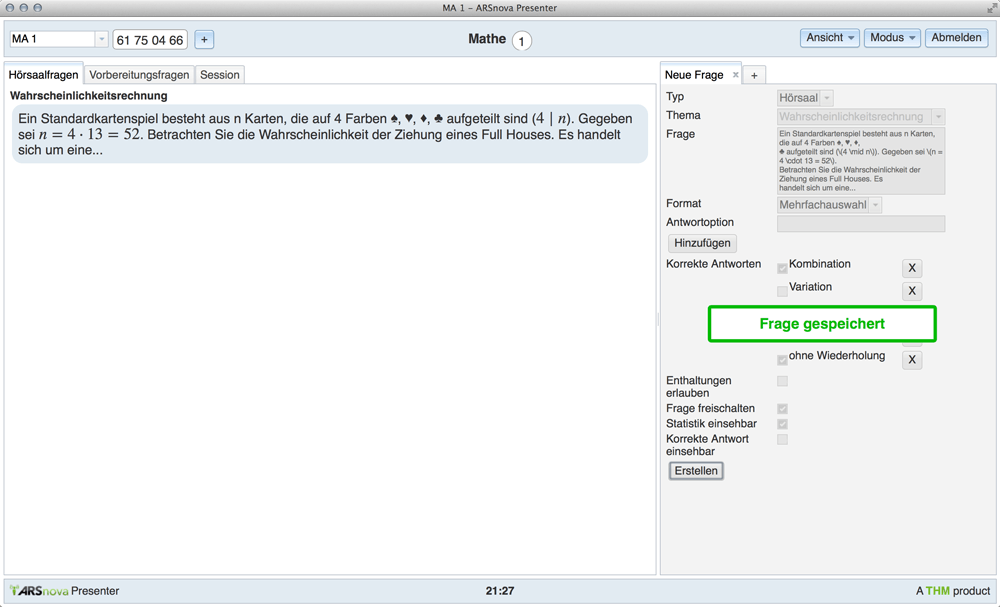 MA 1 – ARSnova Presenter
MA 1
61 75 04 66
+
Mathe 1
Ansicht
Modus
Abmelden
Hörsaalfragen
Vorbereitungsfragen
Session
Wahrscheinlichkeitsrechnung
Ein Standardkartenspiel besteht aus n Karten, die auf 4 Farben ♠, ♥, ♦, ♣ aufgeteilt sind (4 | n). Gegeben
sei n = 4 · 13 = 52. Betrachten Sie die Wahrscheinlichkeit der Ziehung eines Full Houses. Es handelt
sich um eine...
Neue Frage ×
+
Typ
Hörsaal
Thema
Wahrscheinlichkeitsrechnung
Frage
Ein Standardkartenspiel besteht aus n Karten,
die auf 4 Farben ♠, ♥, ♦,
♣ aufgeteilt sind (\(4 \mid n\)). Gegeben sei \(n =
4 \cdot 13 = 52\).
Betrachten Sie die Wahrscheinlichkeit der
Ziehung eines Full Houses. Es
handelt sich um eine...
Format
Mehrfachauswahl
Antwortoption
Hinzufügen
Korrekte Antworten
Kombination
X
Variation
X
Frage gespeichert
ohne Wiederholung
X
Enthaltungen
erlauben
Frage freischalten
Statistik einsehbar
Korrekte Antwort
einsehbar
Erstellen
ARSnova Presenter
21:27
A THM product